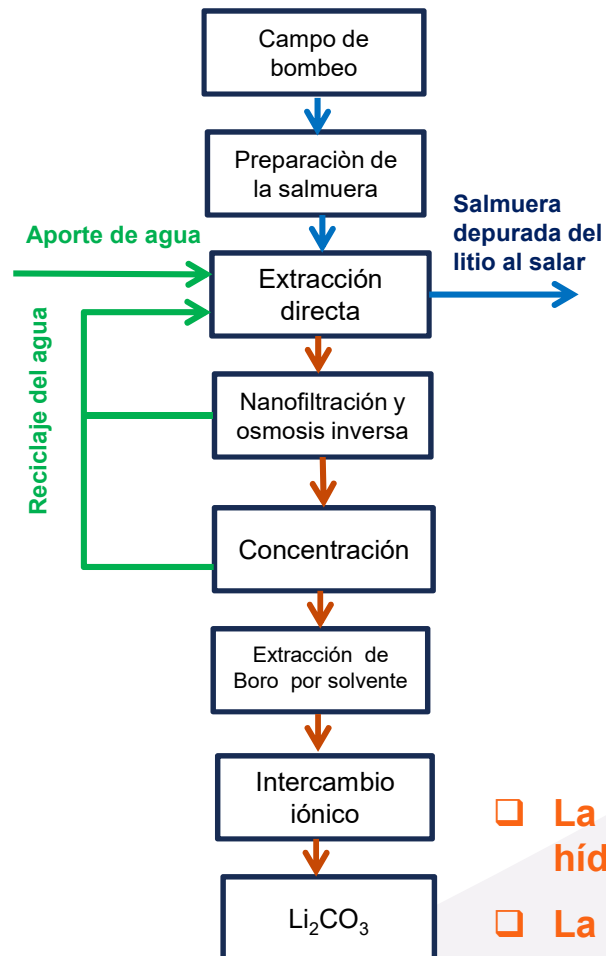 Campo de
bombeo
Preparaciòn de
la salmuera
Salmuera
depurada del
litio al salar
Aporte de agua
Extracción
directa
Reciclaje del agua
Nanofiltración y
osmosis inversa
Concentración
Extracción de
Boro por solvente
Intercambio
iónico
Li₂CO₃
La
La